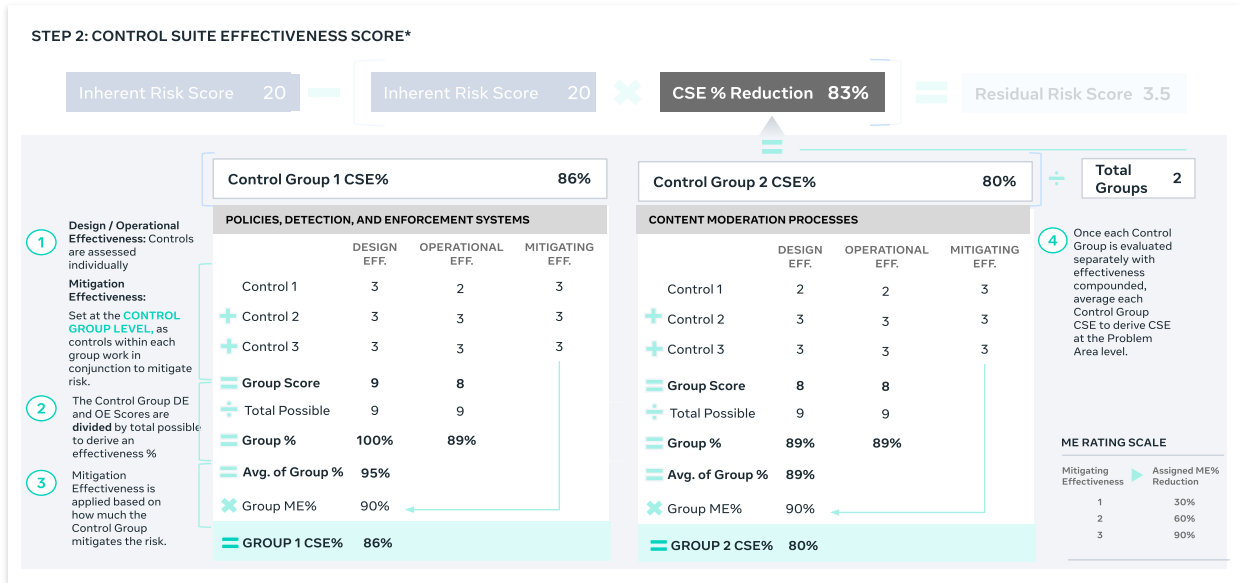 STEP 2: CONTROL SUITE EFFECTIVENESS SCORE*
Inherent Risk Score 20
Inherent Risk Score 20
CSE % Reduction 83%
Residual Risk Score 3.5
Control Group 1 CSE% 86%
Control Group 2 CSE% 80%
÷
Total
Groups 2
1
Design / Operational
Effectiveness: Controls
are assessed
individually
Mitigation
Effectiveness:
Set at the CONTROL
GROUP LEVEL, as
controls within each
group work in
conjunction to mitigate
risk.
2
The Control Group DE
and OE Scores are
divided by total possible
to derive an
effectiveness %
3
Mitigation
Effectiveness is
applied based on
how much the
Control Group
mitigates the risk.
POLICIES, DETECTION, AND ENFORCEMENT SYSTEMS
DESIGN OPERATIONAL MITIGATING
EFF. EFF. EFF.
Control 1 3 2 3
+ Control 2 3 3 3
+ Control 3 3 3 3
= Group Score 9 8
÷ Total Possible 9 9
= Group % 100% 89%
= Avg. of Group % 95%
× Group ME% 90%
= GROUP 1 CSE% 86%
CONTENT MODERATION PROCESSES
DESIGN OPERATIONAL MITIGATING
EFF. EFF. EFF.
Control 1 2 2 3
+ Control 2 3 3 3
+ Control 3 3 3 3
= Group Score 8 8
÷ Total Possible 9 9
= Group % 89% 89%
= Avg. of Group % 89%
× Group ME% 90%
= GROUP 2 CSE% 80%
4
Once each Control
Group is evaluated
separately with
effectiveness
compounded,
average each
Control Group
CSE to derive CSE
at the Problem
Area level.
ME RATING SCALE
Mitigating Assigned ME%
Effectiveness Reduction
1 30%
2 60%
3 90%